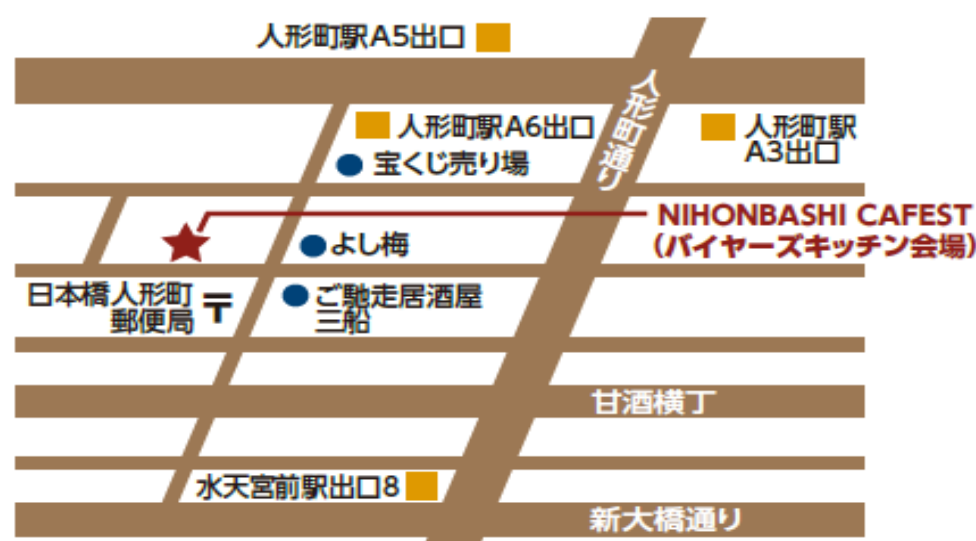 人形町駅A5出口
人形町通り
人形町駅A6出口
人形町駅
A3出口
宝くじ売り場
NIHONBASHI CAFEST
(バイヤーズキッチン会場)
よし梅
日本橋人形町
郵便局
〒
ご馳走居酒屋
三船
甘酒横丁
水天宮前駅出口8
新大橋通り